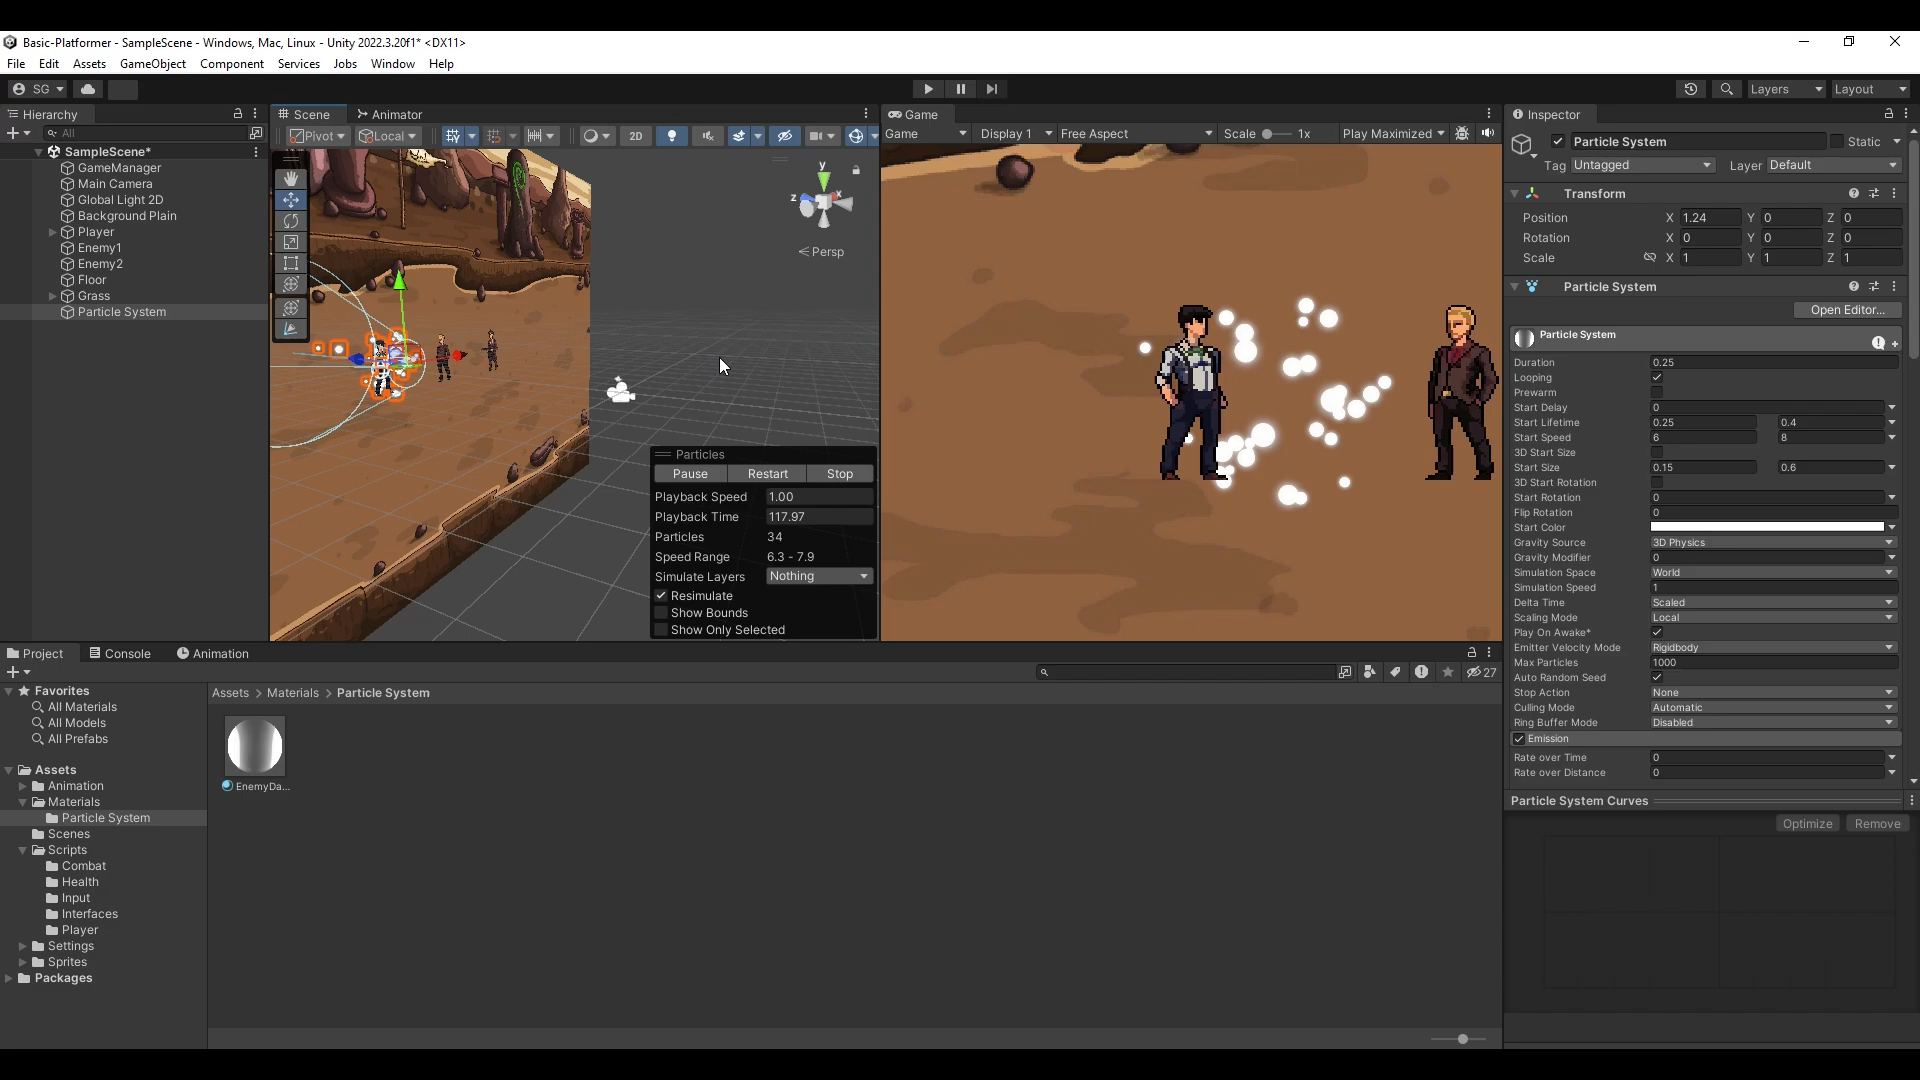 Basic-Platformer - SampleScene - Windows, Mac, Linux - Unity 2022.3.20f1* <DX11>
File Edit Assets GameObject Component Services Jobs Window Help
SG
Layers
Layout
Hierarchy
All
SampleScene*
GameManager
Main Camera
Global Light 2D
Background Plain
Player
Enemy1
Enemy2
Floor
Grass
Particle System
Scene
Animator
Pivot
Local
2D
y
z
x
Persp
Particles
Pause Restart Stop
Playback Speed 1.00
Playback Time 117.97
Particles 34
Speed Range 6.3 - 7.9
Simulate Layers Nothing
Resimulate
Show Bounds
Show Only Selected
Game
Game Display 1 Free Aspect Scale 1x Play Maximized
Inspector
Particle System Static
Tag Untagged Layer Default
Transform
Position X 1.24 Y 0 Z 0
Rotation X 0 Y 0 Z 0
Scale X 1 Y 1 Z 1
Particle System
Open Editor...
Particle System
Duration 0.25
Looping
Prewarm
Start Delay 0
Start Lifetime 0.25 0.4
Start Speed 6 8
3D Start Size
Start Size 0.15 0.6
3D Start Rotation
Start Rotation 0
Flip Rotation 0
Start Color
Gravity Source 3D Physics
Gravity Modifier 0
Simulation Space World
Simulation Speed 1
Delta Time Scaled
Scaling Mode Local
Play On Awake*
Emitter Velocity Mode Rigidbody
Max Particles 1000
Auto Random Seed
Stop Action None
Culling Mode Automatic
Ring Buffer Mode Disabled
Emission
Rate over Time 0
Rate over Distance 0
Particle System Curves
Optimize Remove
Project
Console
Animation
27
Favorites
All Materials
All Models
All Prefabs
Assets
Animation
Materials
Particle System
Scenes
Scripts
Combat
Health
Input
Interfaces
Player
Settings
Sprites
Packages
Assets > Materials > Particle System
EnemyDa...